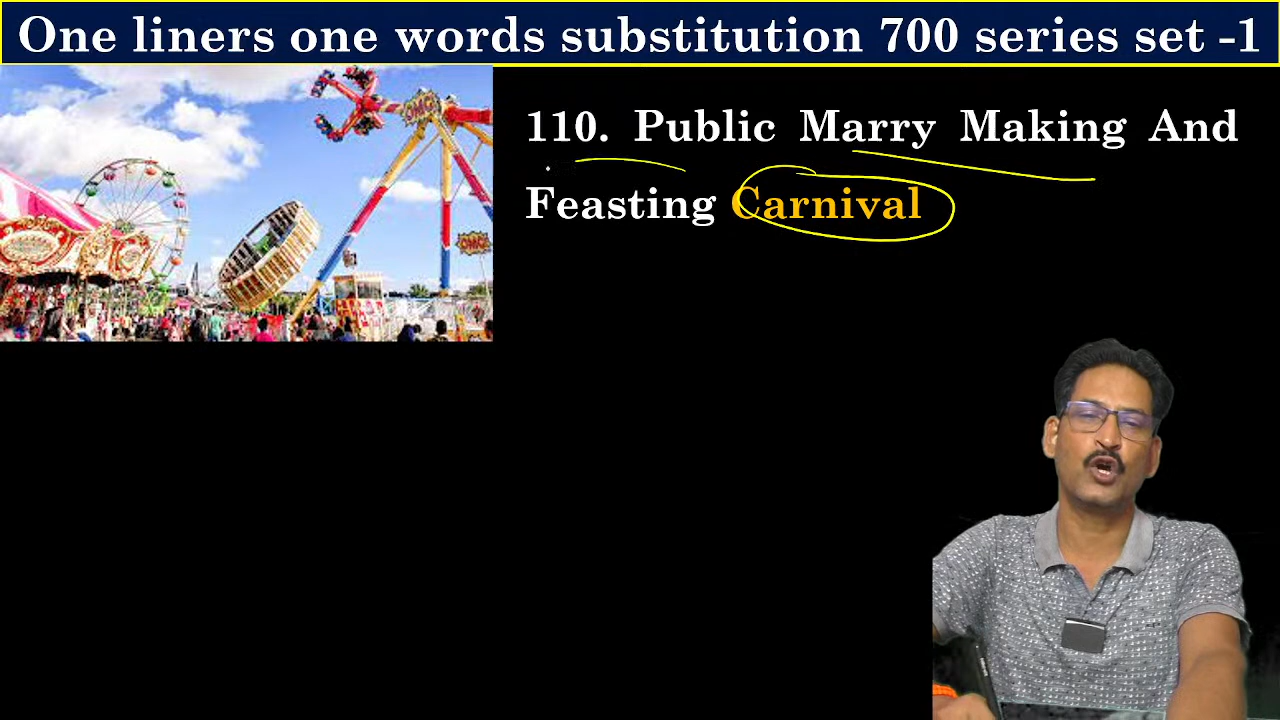 One liners one words substitution 700 series set -1
110. Public Marry Making And
Feasting Carnival
OMG!
OMG!